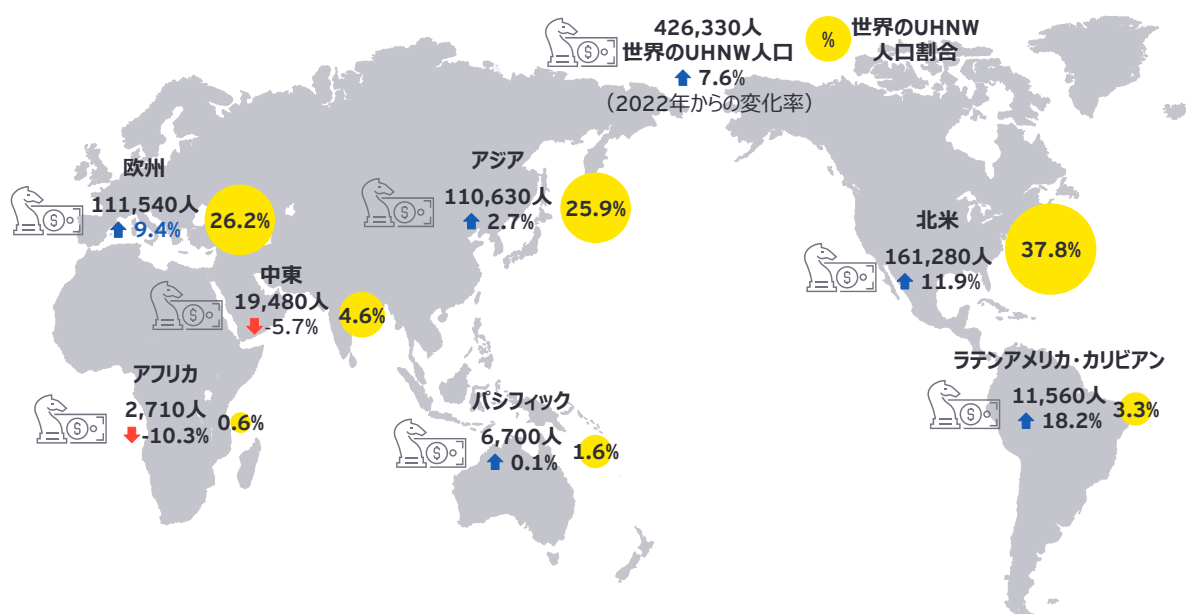 426,330人
世界のUHNW人口
7.6%
（2022年からの変化率）
%
世界のUHNW
人口割合
欧州
111,540人
9.4%
26.2%
アジア
110,630人
2.7%
25.9%
北米
161,280人
11.9%
37.8%
中東
19,480人
-5.7%
4.6%
アフリカ
2,710人
-10.3%
0.6%
パシフィック
6,700人
0.1%
1.6%
ラテンアメリカ・カリビアン
11,560人
18.2%
3.3%
$
$
$
$
$
$
$
$